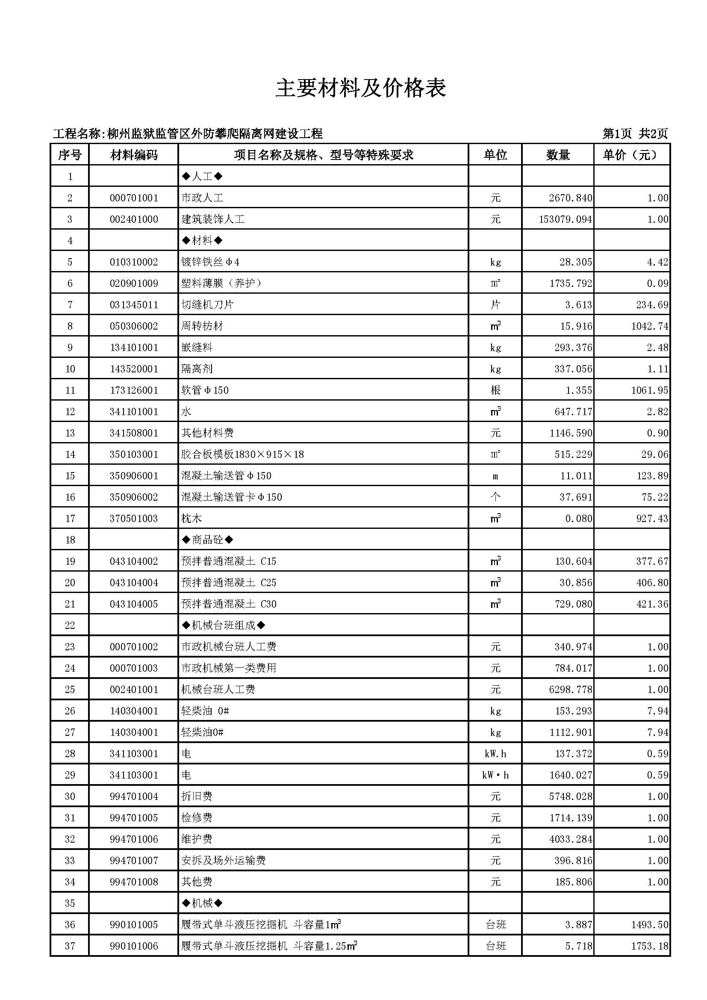 主要材料及价格表
工程名称:柳州监狱监管区外防攀爬隔离网建设工程 第1页 共2页
序号 材料编码 项目名称及规格、型号等特殊要求 单位 数量 单价（元）
1 ◆人工◆
2 000701001 市政人工 元 2670.840 1.00
3 002401000 建筑装饰人工 元 153079.094 1.00
4 ◆材料◆
5 010310002 镀锌铁丝φ4 kg 28.305 4.42
6 020901009 塑料薄膜（养护） m² 1735.792 0.09
7 031345011 切缝机刀片 片 3.613 234.69
8 050306002 周转枋材 m³ 15.916 1042.74
9 134101001 嵌缝料 kg 293.376 2.48
10 143520001 隔离剂 kg 337.056 1.11
11 173126001 软管φ150 根 1.355 1061.95
12 341101001 水 m³ 647.717 2.82
13 341508001 其他材料费 元 1146.590 0.90
14 350103001 胶合板模板1830×915×18 m² 515.229 29.06
15 350906001 混凝土输送管φ150 m 11.011 123.89
16 350906002 混凝土输送管卡φ150 个 37.691 75.22
17 370501003 枕木 m³ 0.080 927.43
18 ◆商品砼◆
19 043104002 预拌普通混凝土 C15 m³ 130.604 377.67
20 043104004 预拌普通混凝土 C25 m³ 30.856 406.80
21 043104005 预拌普通混凝土 C30 m³ 729.080 421.36
22 ◆机械台班组成◆
23 000701002 市政机械台班人工费 元 340.974 1.00
24 000701003 市政机械第一类费用 元 784.017 1.00
25 002401001 机械台班人工费 元 6298.778 1.00
26 140304001 轻柴油 0# kg 153.293 7.94
27 140304001 轻柴油0# kg 1112.901 7.94
28 341103001 电 kW.h 137.372 0.59
29 341103001 电 kW·h 1640.027 0.59
30 994701004 折旧费 元 5748.028 1.00
31 994701005 检修费 元 1714.139 1.00
32 994701006 维护费 元 4033.284 1.00
33 994701007 安拆及场外运输费 元 396.816 1.00
34 994701008 其他费 元 185.806 1.00
35 ◆机械◆
36 990101005 履带式单斗液压挖掘机 斗容量1m³ 台班 3.887 1493.50
37 990101006 履带式单斗液压挖掘机 斗容量1.25m³ 台班 5.718 1753.18